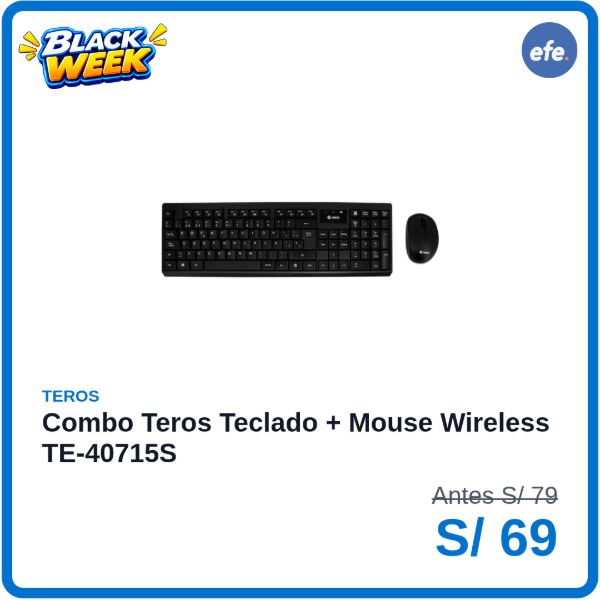 BLACK
WEEK
efe.
TEROS
Combo Teros Teclado + Mouse Wireless
TE-40715S
Antes S/ 79
S/ 69